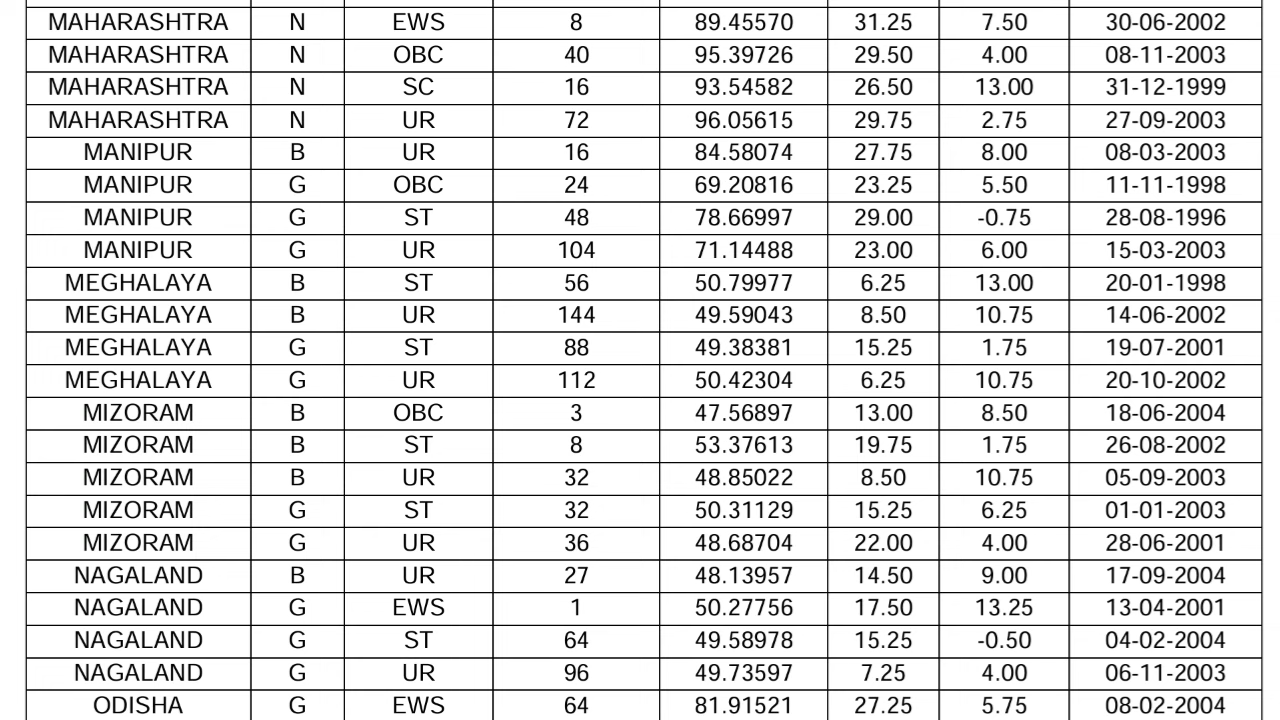 MAHARASHTRA N EWS 8 89.45570 31.25 7.50 30-06-2002
MAHARASHTRA N OBC 40 95.39726 29.50 4.00 08-11-2003
MAHARASHTRA N SC 16 93.54582 26.50 13.00 31-12-1999
MAHARASHTRA N UR 72 96.05615 29.75 2.75 27-09-2003
MANIPUR B UR 16 84.58074 27.75 8.00 08-03-2003
MANIPUR G OBC 24 69.20816 23.25 5.50 11-11-1998
MANIPUR G ST 48 78.66997 29.00 -0.75 28-08-1996
MANIPUR G UR 104 71.14488 23.00 6.00 15-03-2003
MEGHALAYA B ST 56 50.79977 6.25 13.00 20-01-1998
MEGHALAYA B UR 144 49.59043 8.50 10.75 14-06-2002
MEGHALAYA G ST 88 49.38381 15.25 1.75 19-07-2001
MEGHALAYA G UR 112 50.42304 6.25 10.75 20-10-2002
MIZORAM B OBC 3 47.56897 13.00 8.50 18-06-2004
MIZORAM B ST 8 53.37613 19.75 1.75 26-08-2002
MIZORAM B UR 32 48.85022 8.50 10.75 05-09-2003
MIZORAM G ST 32 50.31129 15.25 6.25 01-01-2003
MIZORAM G UR 36 48.68704 22.00 4.00 28-06-2001
NAGALAND B UR 27 48.13957 14.50 9.00 17-09-2004
NAGALAND G EWS 1 50.27756 17.50 13.25 13-04-2001
NAGALAND G ST 64 49.58978 15.25 -0.50 04-02-2004
NAGALAND G UR 96 49.73597 7.25 4.00 06-11-2003
ODISHA G EWS 64 81.91521 27.25 5.75 08-02-2004